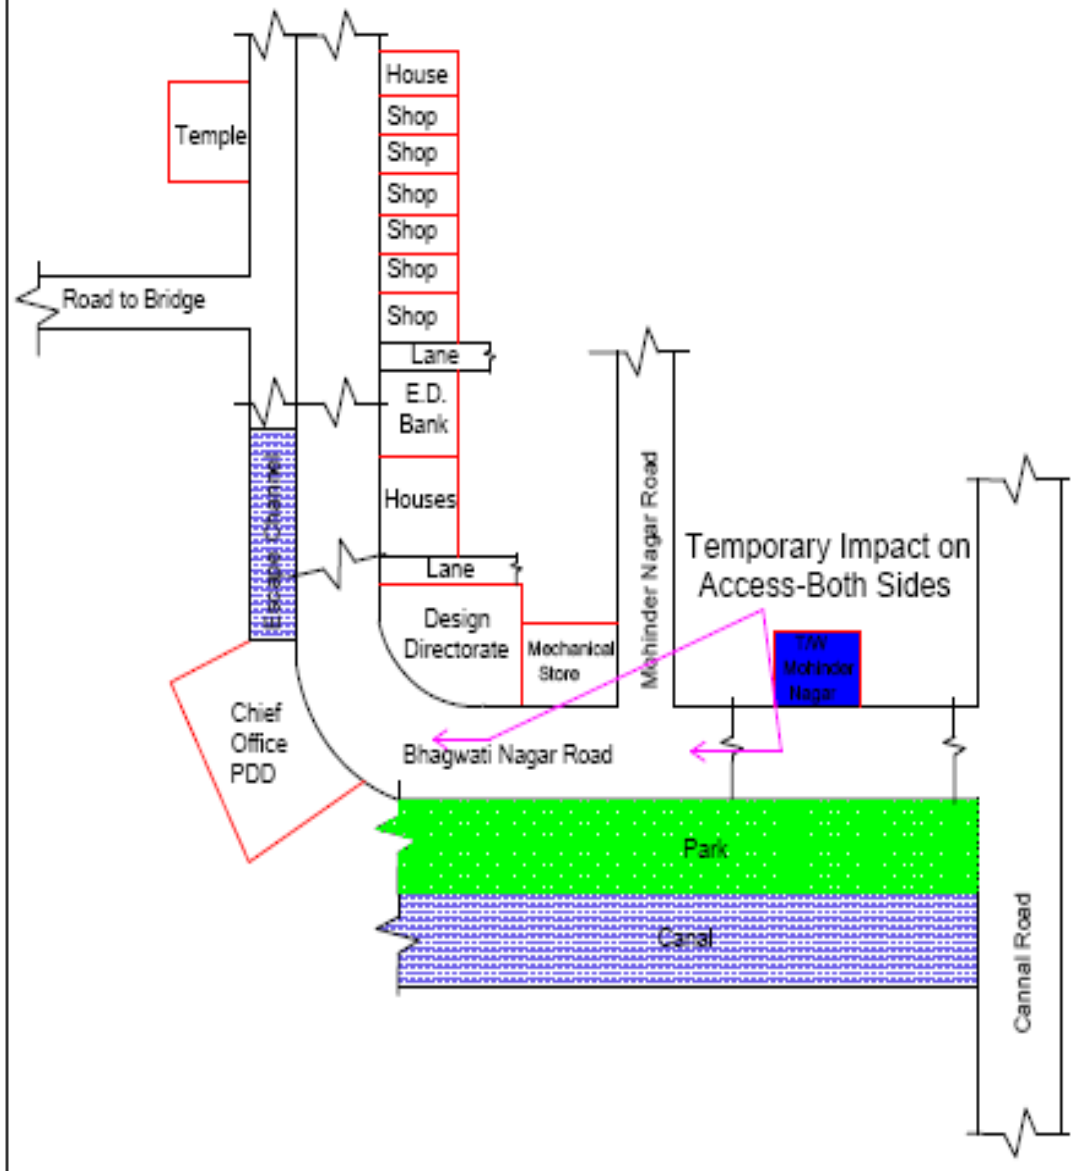 House
Shop
Temple
Shop
Shop
Shop
Shop
Road to Bridge
Shop
Lane
E.D.
Bank
Escape Channel
Houses
Mohinder Nagar Road
Temporary Impact on
Access-Both Sides
Lane
Design
Directorate
Mechanical
Store
T/W
Mohinder
Nagar
Chief
Office
PDD
Bhagwati Nagar Road
Park
Canal
Cannal Road